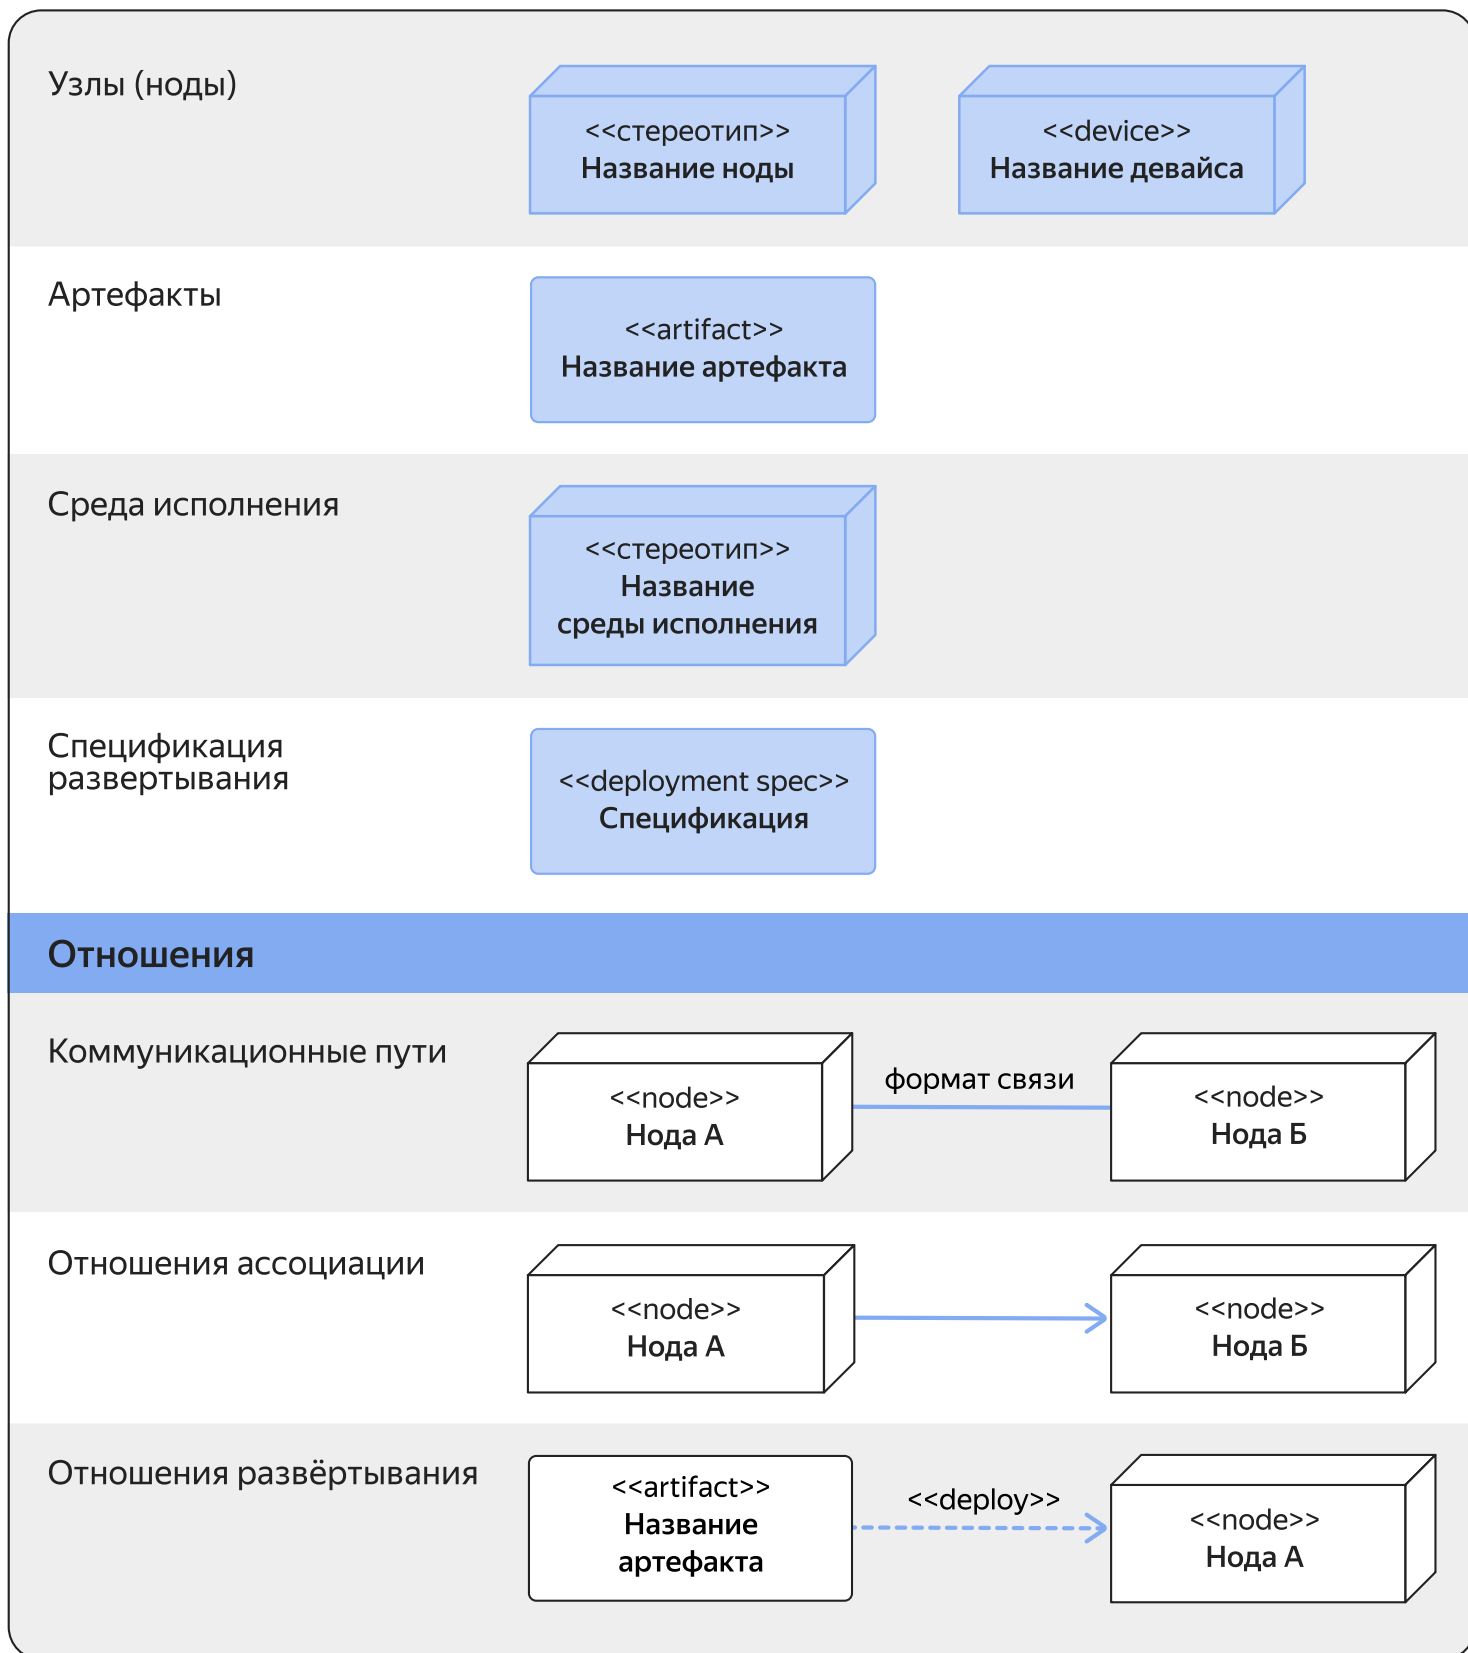 Узлы (ноды)
<<стереотип>>
Название ноды
<<device>>
Название девайса
Артефакты
<<artifact>>
Название артефакта
Среда исполнения
<<стереотип>>
Название
среды исполнения
Спецификация
развертывания
<<deployment spec>>
Спецификация
Отношения
Коммуникационные пути
<<node>>
Нода А
формат связи
<<node>>
Нода Б
Отношения ассоциации
<<node>>
Нода А
<<node>>
Нода Б
Отношения развёртывания
<<artifact>>
Название
артефакта
<<deploy>>
<<node>>
Нода А